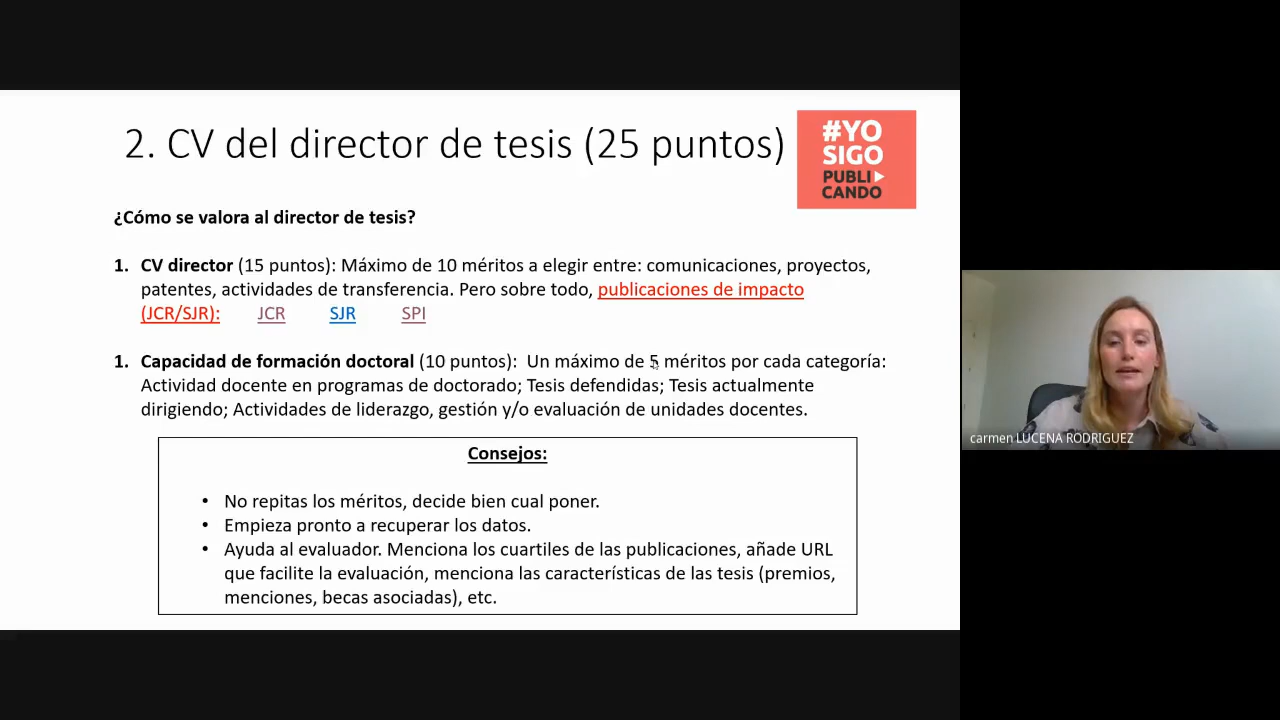 2. CV del director de tesis (25 puntos)
#YO
SIGO
PUBLI
CANDO
¿Cómo se valora al director de tesis?
1. CV director (15 puntos): Máximo de 10 méritos a elegir entre: comunicaciones, proyectos,
patentes, actividades de transferencia. Pero sobre todo, publicaciones de impacto
(JCR/SJR): JCR SJR SPI
1. Capacidad de formación doctoral (10 puntos): Un máximo de 5 méritos por cada categoría:
Actividad docente en programas de doctorado; Tesis defendidas; Tesis actualmente
dirigiendo; Actividades de liderazgo, gestión y/o evaluación de unidades docentes.
Consejos:
• No repitas los méritos, decide bien cual poner.
• Empieza pronto a recuperar los datos.
• Ayuda al evaluador. Menciona los cuartiles de las publicaciones, añade URL
que facilite la evaluación, menciona las características de las tesis (premios,
menciones, becas asociadas), etc.
carmen LUCENA RODRIGUEZ